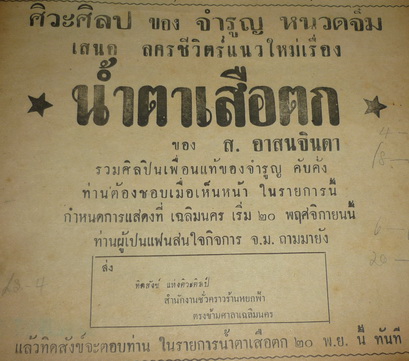 ศิวะศิลป ของ จำรูญ หนวดจิ๋ม
เสนอ ลครชีวิตร์แนวใหม่เรื่อง
น้ำตาเสือตก
ของ ส. อาสนจินดา
รวมศิลปินเพื่อนแท้ของจำรูญ คับคั่ง
ท่านต้องชอบเมื่อเห็นหน้า ในรายการนี้
กำหนดการแสดงที่ เฉลิมนคร เริ่ม ๒๐ พฤศจิกายนนี้
ท่านผู้เปนแฟนสนใจกิจการ จ.ม. ถามมายัง
ส่ง
ทิดสังข์ แห่งศิวะศิลป์
สำนักงานชั่วคราวร้านหยกฟ้า
ตรงข้ามศาลาเฉลิมนคร
แล้วทิดสังข์จะตอบท่าน ในรายการน้ำตาเสือตก ๒๐ พ.ย. นี้ ทันที